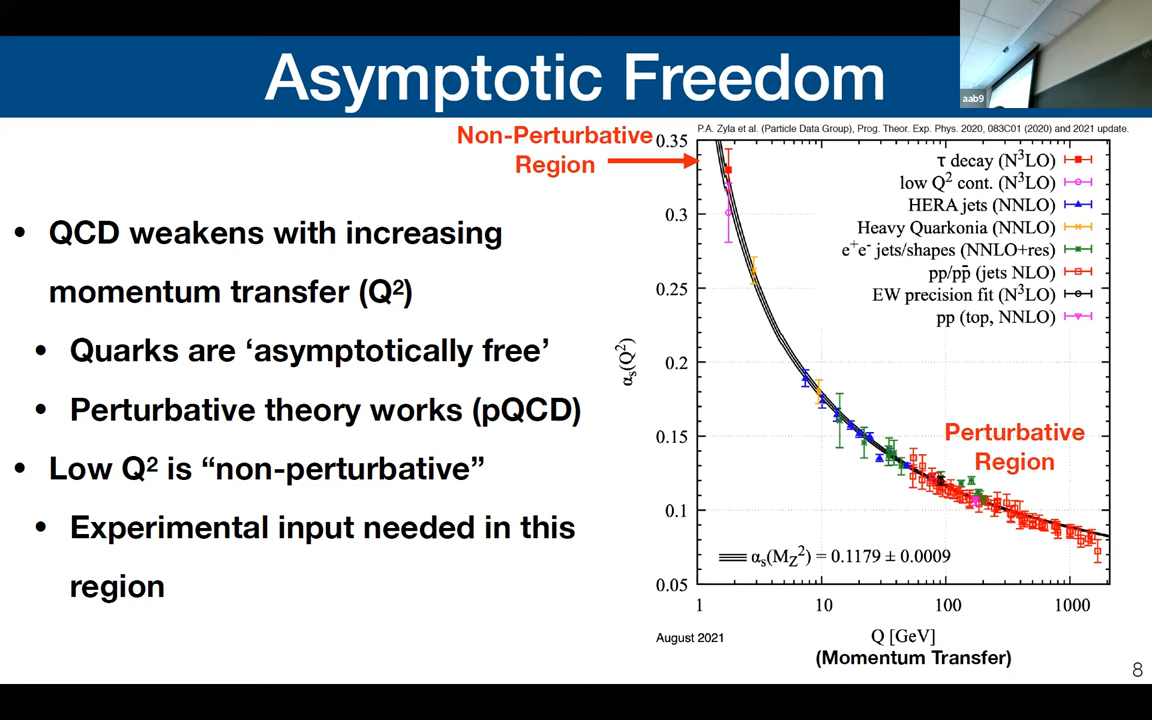 Asymptotic Freedom
aab9
P.A. Zyla et al. (Particle Data Group), Prog. Theor. Exp. Phys. 2020, 083C01 (2020) and 2021 update.
• QCD weakens with increasing
momentum transfer (Q²)
• Quarks are ‘asymptotically free’
• Perturbative theory works (pQCD)
• Low Q² is “non-perturbative”
• Experimental input needed in this
region
Non-Perturbative
Region
τ decay (N³LO)
low Q² cont. (N³LO)
HERA jets (NNLO)
Heavy Quarkonia (NNLO)
e⁺e⁻ jets/shapes (NNLO+res)
pp/pp̄ (jets NLO)
EW precision fit (N³LO)
pp (top, NNLO)
Perturbative
Region
αₛ(M_Z²) = 0.1179 ± 0.0009
αₛ(Q²)
0.35
0.3
0.25
0.2
0.15
0.1
0.05
1 10 100 1000
Q [GeV]
(Momentum Transfer)
August 2021
8